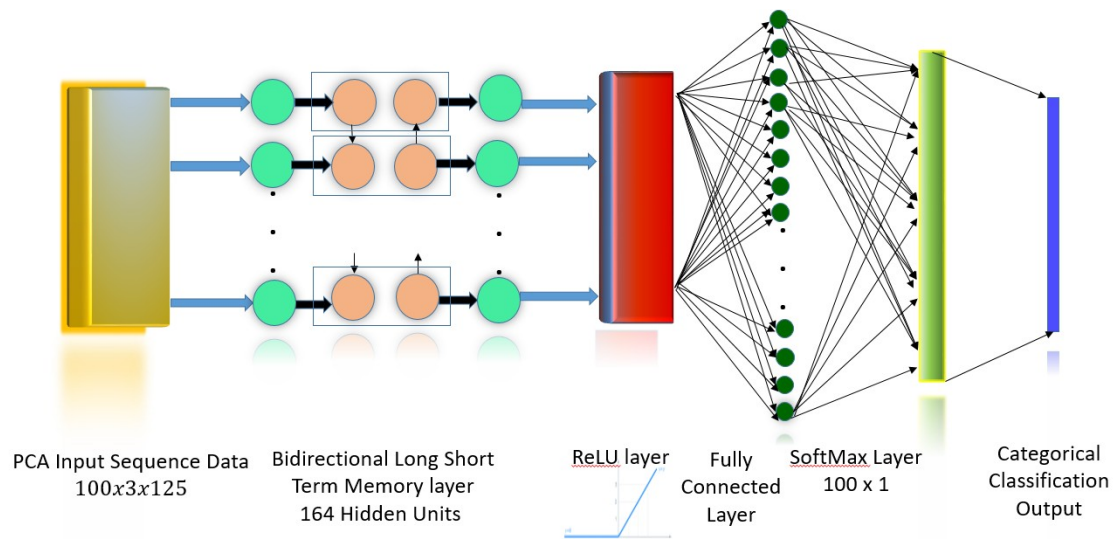 PCA Input Sequence Data
100x3x125
Bidirectional Long Short
Term Memory layer
164 Hidden Units
ReLU layer
Fully
Connected
Layer
SoftMax Layer
100 x 1
Categorical
Classification
Output